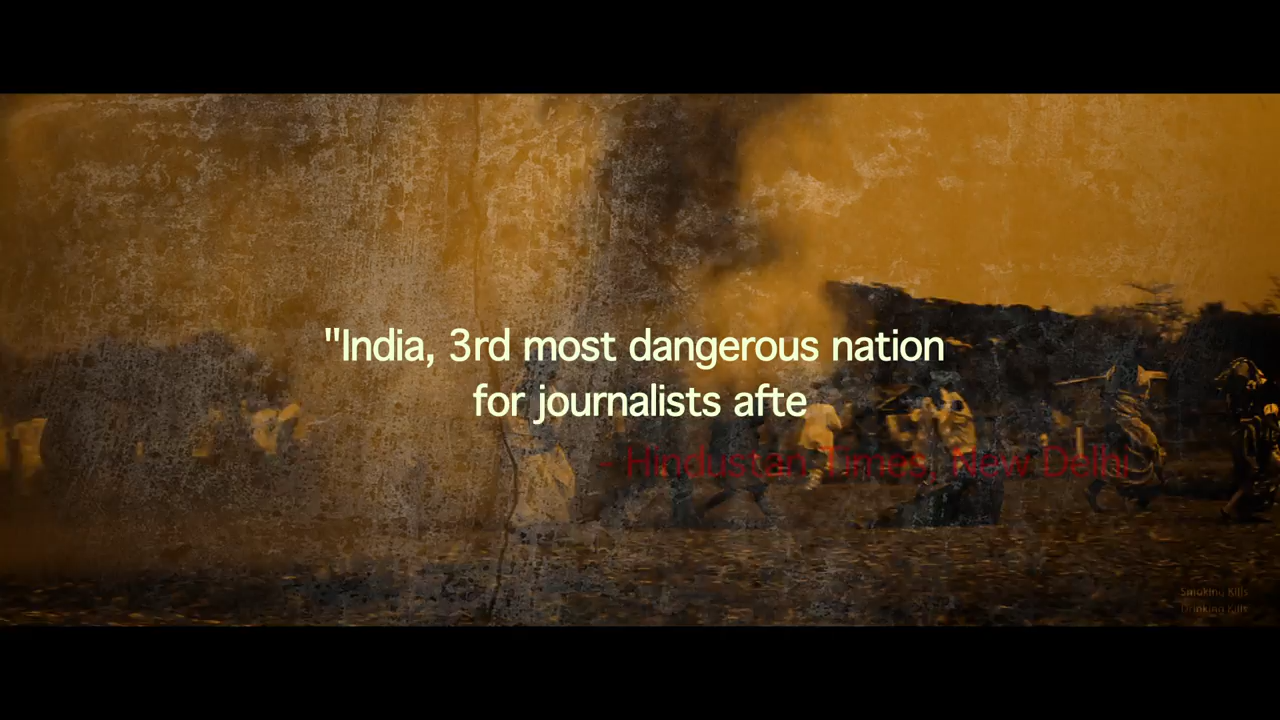 "India, 3rd most dangerous nation
for journalists afte
- Hindustan Times, New Delhi
Smoking Kills
Drinking Kills